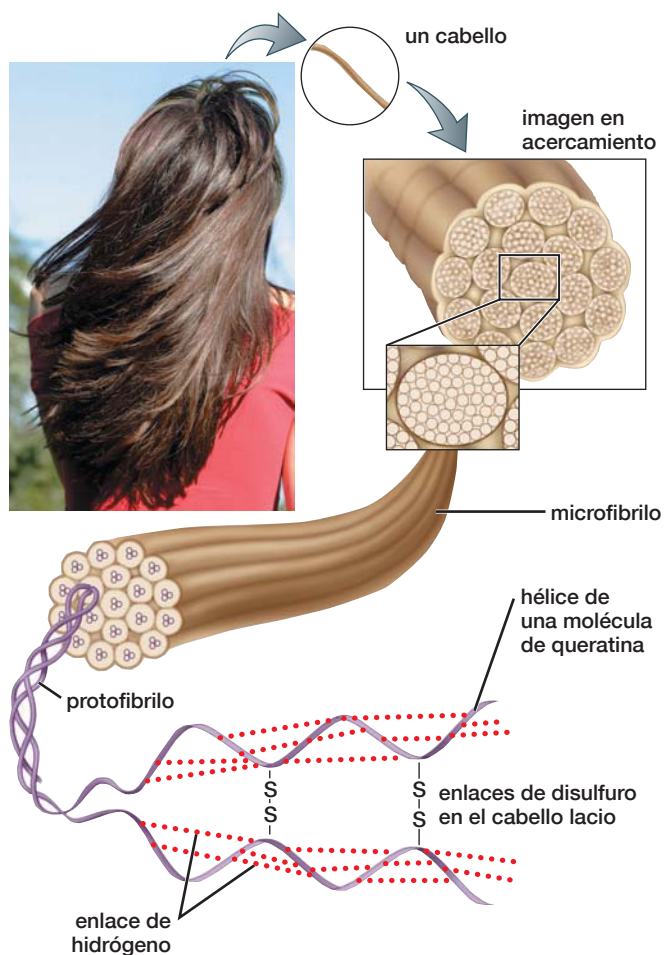 un cabello
imagen en
acercamiento
microfibrilo
hélice de
una molécula
de queratina
protofibrilo
S
S
S
S
enlaces de disulfuro
en el cabello lacio
enlace de
hidrógeno